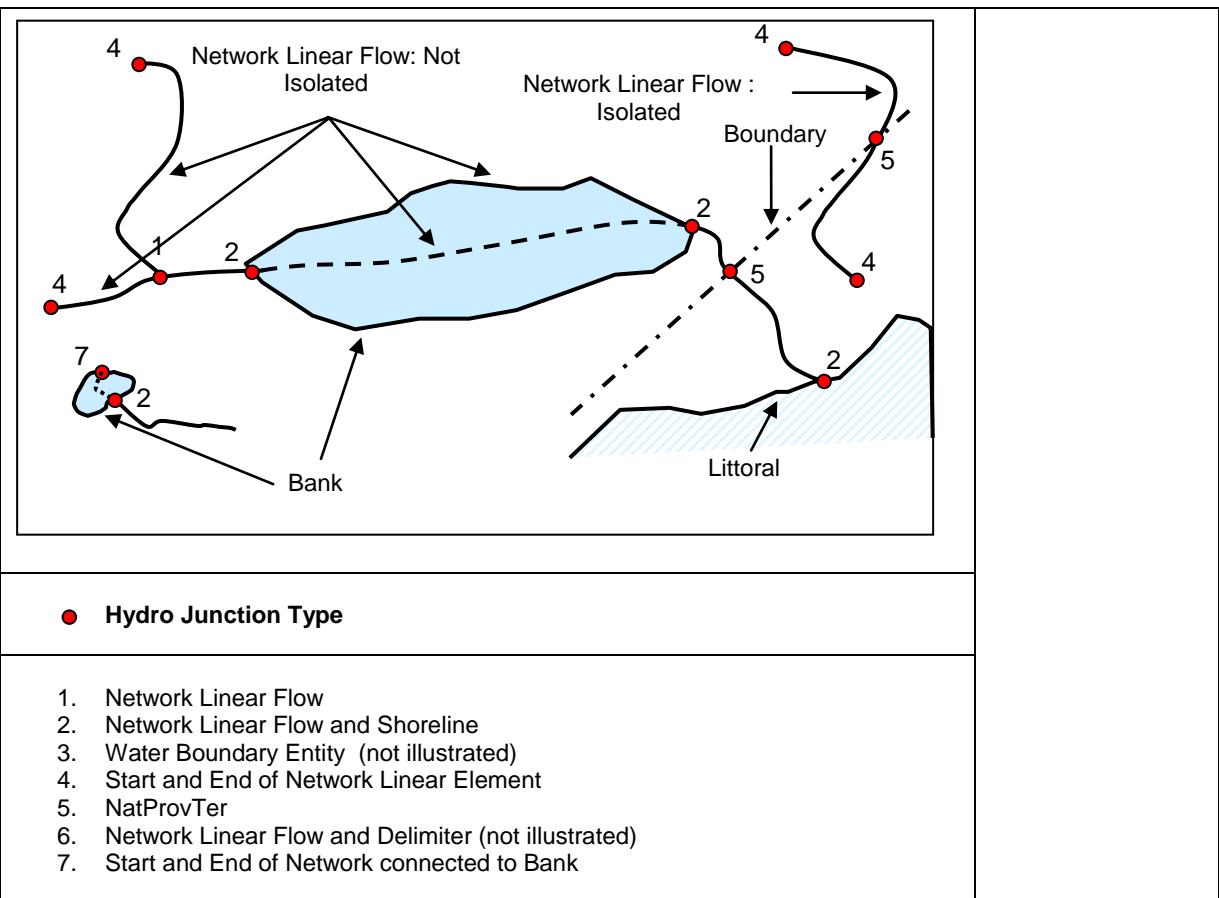 4
Network Linear Flow: Not
Isolated
4
Network Linear Flow :
Isolated
Boundary
5
1
2
2
4
5
4
7
2
2
Bank
Littoral
Hydro Junction Type
1. Network Linear Flow
2. Network Linear Flow and Shoreline
3. Water Boundary Entity (not illustrated)
4. Start and End of Network Linear Element
5. NatProvTer
6. Network Linear Flow and Delimiter (not illustrated)
7. Start and End of Network connected to Bank